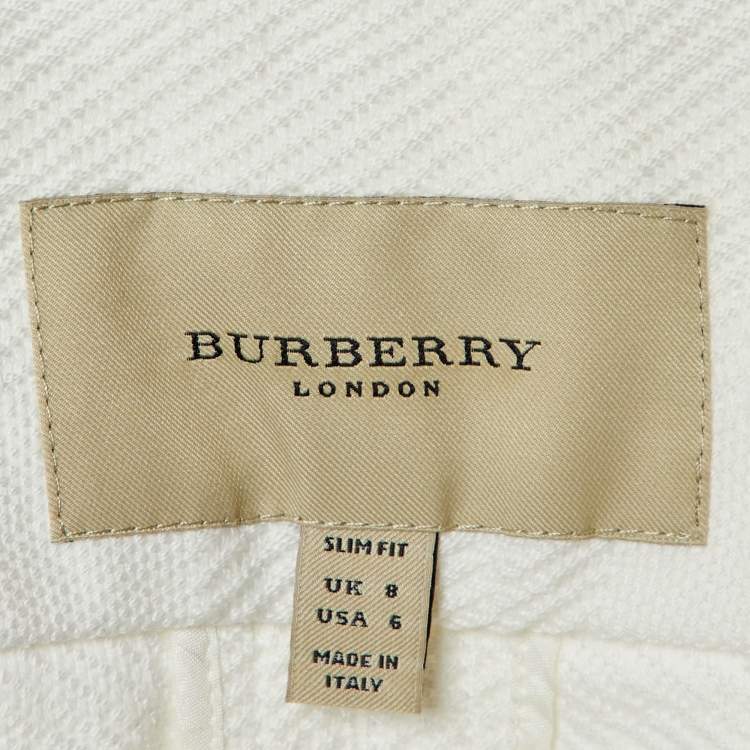 BURBERRY
LONDON
SLIM FIT
UK 8
USA 6
MADE IN
ITALY